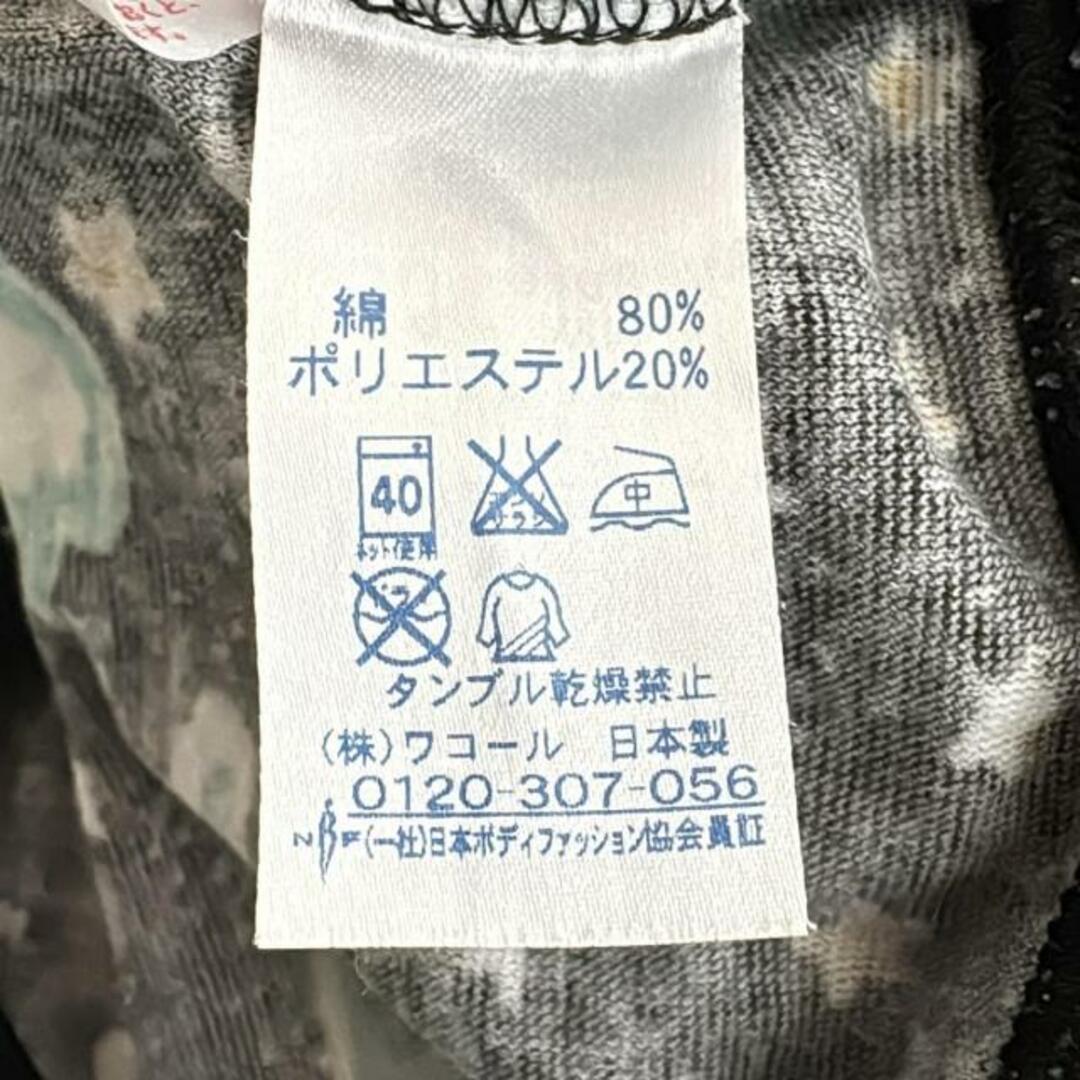 綿 80%
ポリエステル20%
40
中
ネット使用
タンブル乾燥禁止
(株)ワコール 日本製
0120-307-056
(一社)日本ボディファッション協会員証